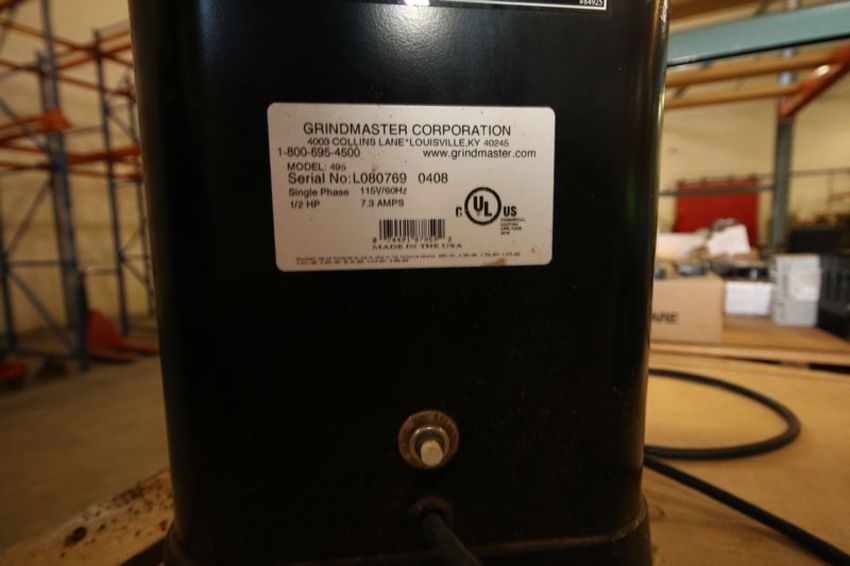 #84925
GRINDMASTER CORPORATION
4003 COLLINS LANE*LOUISVILLE,KY 40245
1-800-695-4500 www.grindmaster.com
MODEL: 495
Serial No:L080769 0408
Single Phase 115V/60Hz
1/2 HP 7.3 AMPS
C UL US
MADE IN THE USA